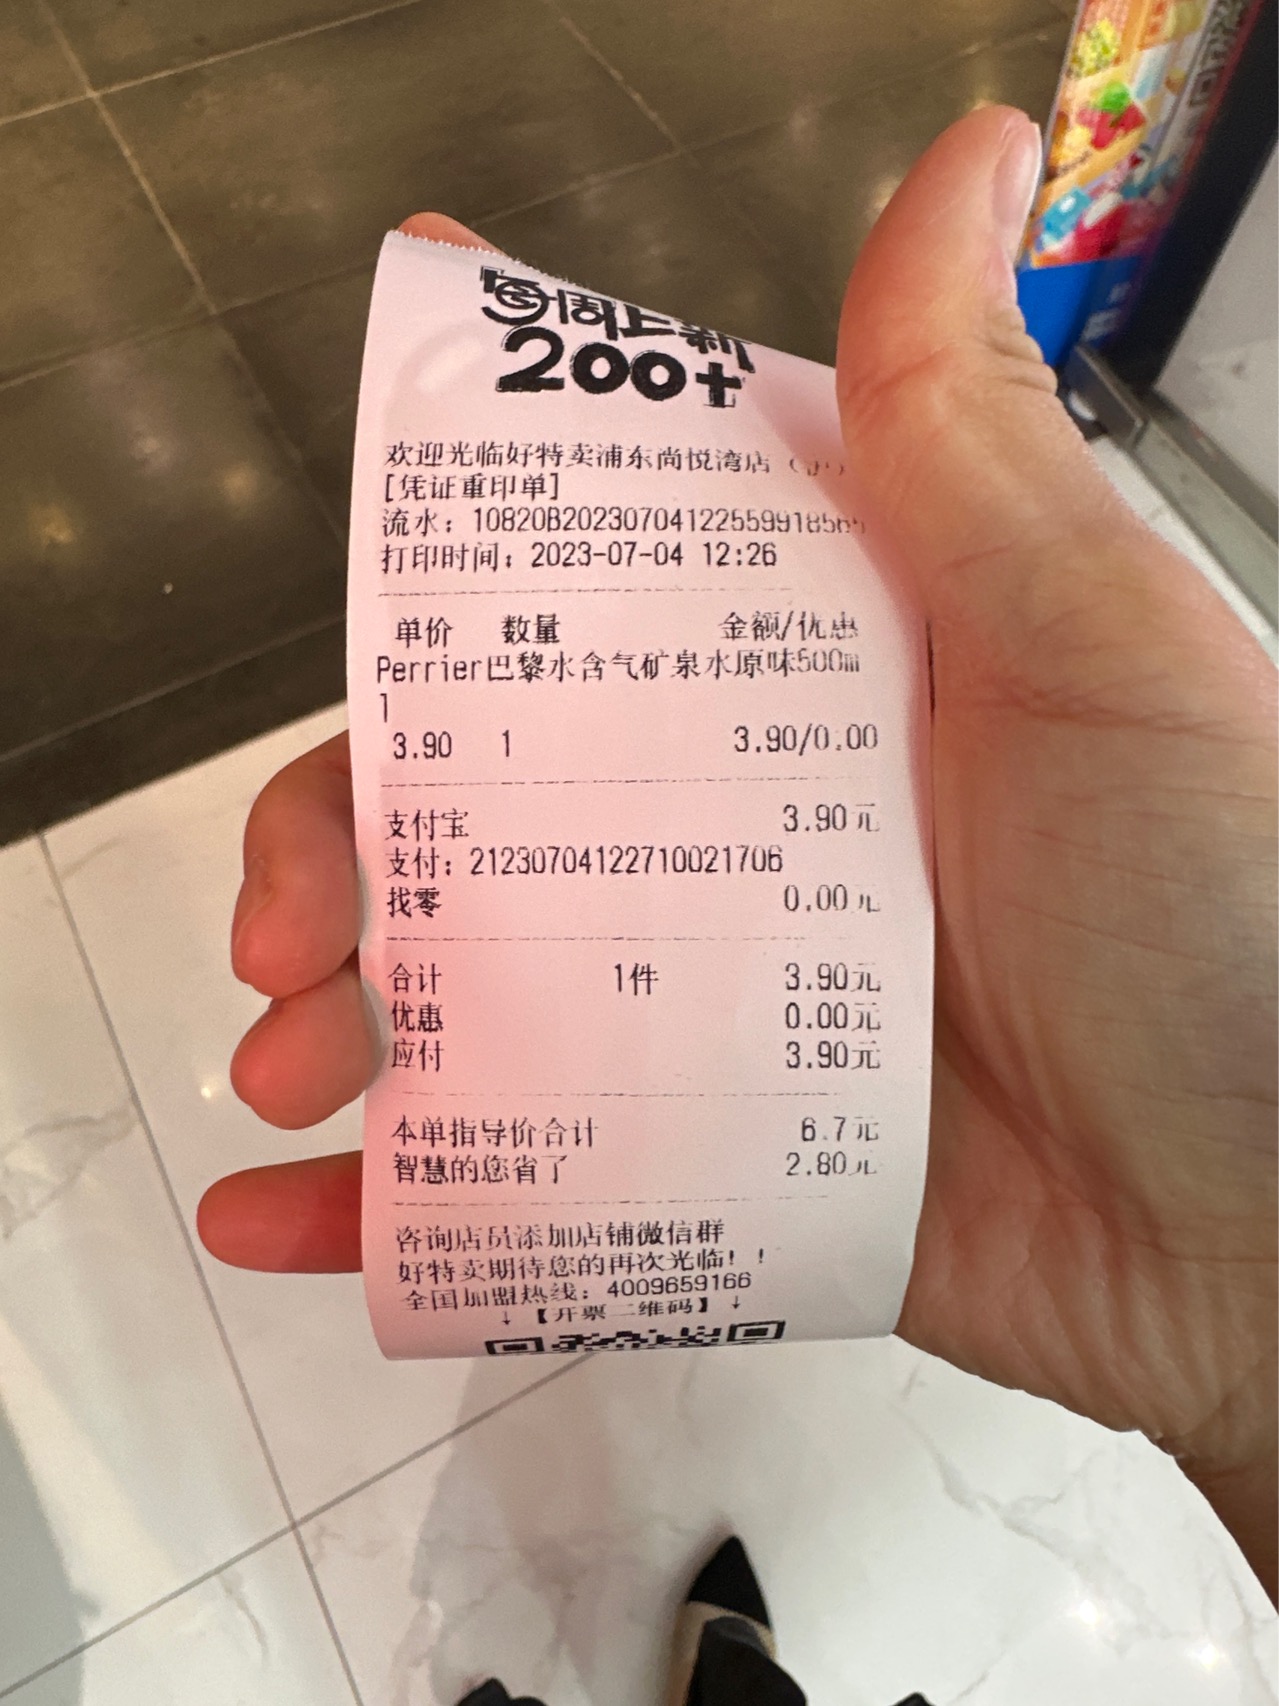 每周上新
200+
欢迎光临好特卖浦东尚悦湾店
[凭证重印单]
流水：10820B2023070412255991856
打印时间：2023-07-04 12:26
单价 数量 金额/优惠
Perrier巴黎水含气矿泉水原味500m
l
3.90 1 3.90/0.00
支付宝 3.90元
支付：21230704122710021706
找零 0.00元
合计 1件 3.90元
优惠 0.00元
应付 3.90元
本单指导价合计 6.7元
智慧的您省了 2.80元
咨询店员添加店铺微信群
好特卖期待您的再次光临！！
全国加盟热线：4009659166
↓【开票二维码】↓